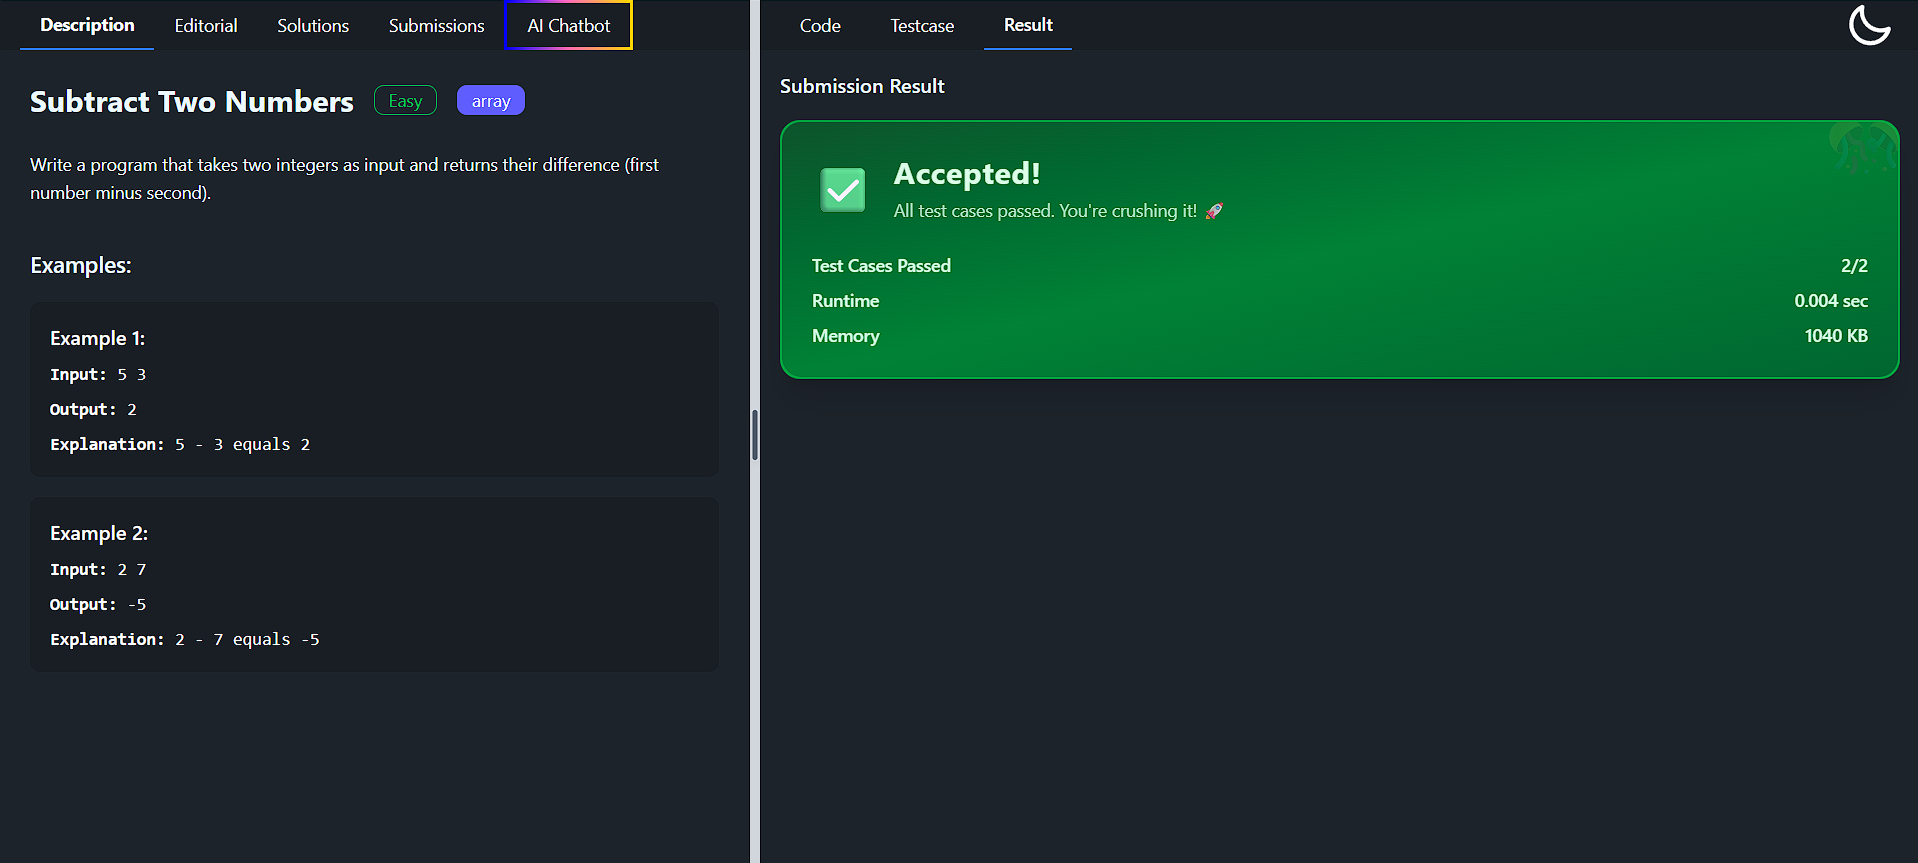 Description Editorial Solutions Submissions AI Chatbot
Subtract Two Numbers Easy array
Write a program that takes two integers as input and returns their difference (first
number minus second).
Examples:
Example 1:
Input: 5 3
Output: 2
Explanation: 5 - 3 equals 2
Example 2:
Input: 2 7
Output: -5
Explanation: 2 - 7 equals -5
Code Testcase Result
Submission Result
Accepted!
All test cases passed. You're crushing it! 🚀
Test Cases Passed 2/2
Runtime 0.004 sec
Memory 1040 KB